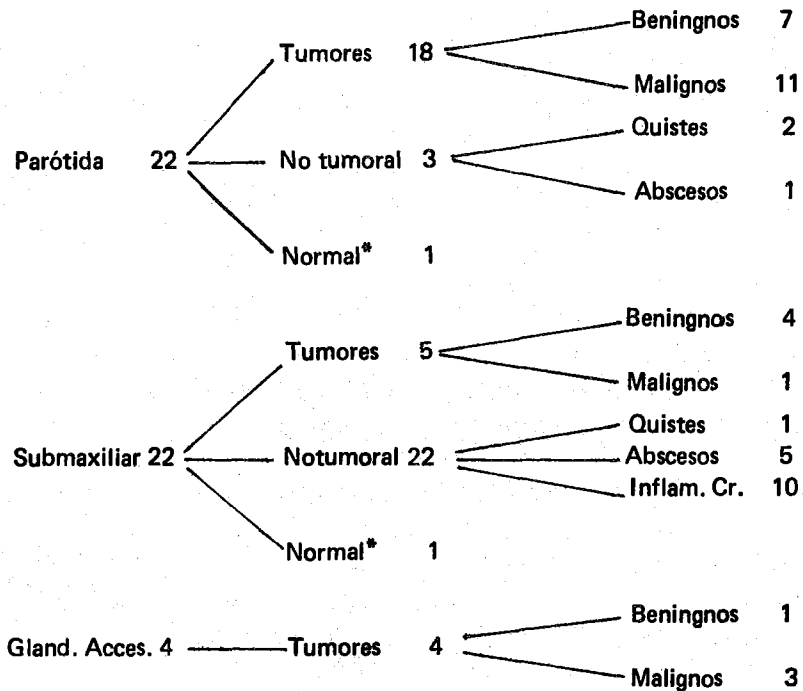 Beningnos 7
Tumores 18
Malignos 11
Quistes 2
Parótida 22 No tumoral 3
Abscesos 1
Normal* 1
Beningnos 4
Tumores 5
Malignos 1
Quistes 1
Submaxiliar 22 Notumoral 22 Abscesos 5
Inflam. Cr. 10
Normal* 1
Beningnos 1
Gland. Acces. 4 Tumores 4
Malignos 3